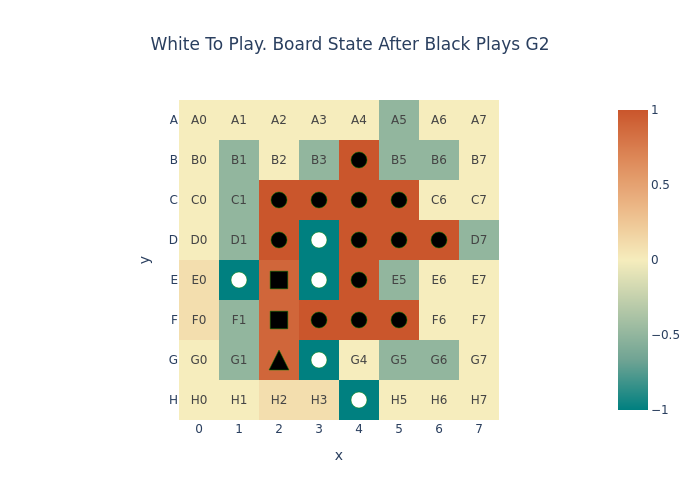 White To Play. Board State After Black Plays G2
A A0 A1 A2 A3 A4 A5 A6 A7
B B0 B1 B2 B3 B5 B6 B7
C C0 C1 C6 C7
D D0 D1 D7
E E0 E5 E6 E7
F F0 F1 F6 F7
G G0 G1 G4 G5 G6 G7
H H0 H1 H2 H3 H5 H6 H7
0 1 2 3 4 5 6 7
x
y
1
0.5
0
−0.5
−1